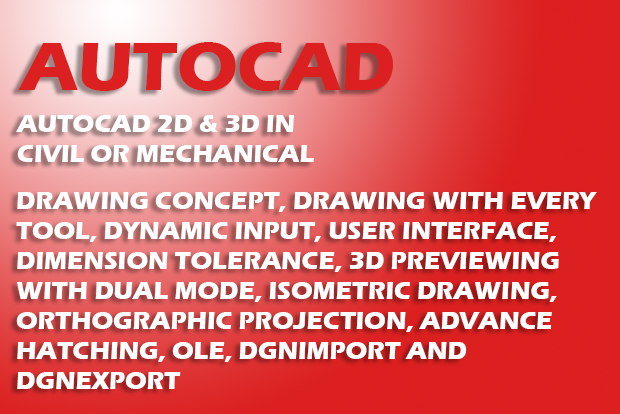 AUTOCAD
AUTOCAD 2D & 3D IN
CIVIL OR MECHANICAL
DRAWING CONCEPT, DRAWING WITH EVERY
TOOL, DYNAMIC INPUT, USER INTERFACE,
DIMENSION TOLERANCE, 3D PREVIEWING
WITH DUAL MODE, ISOMETRIC DRAWING,
ORTHOGRAPHIC PROJECTION, ADVANCE
HATCHING, OLE, DGNIMPORT AND
DGNEXPORT